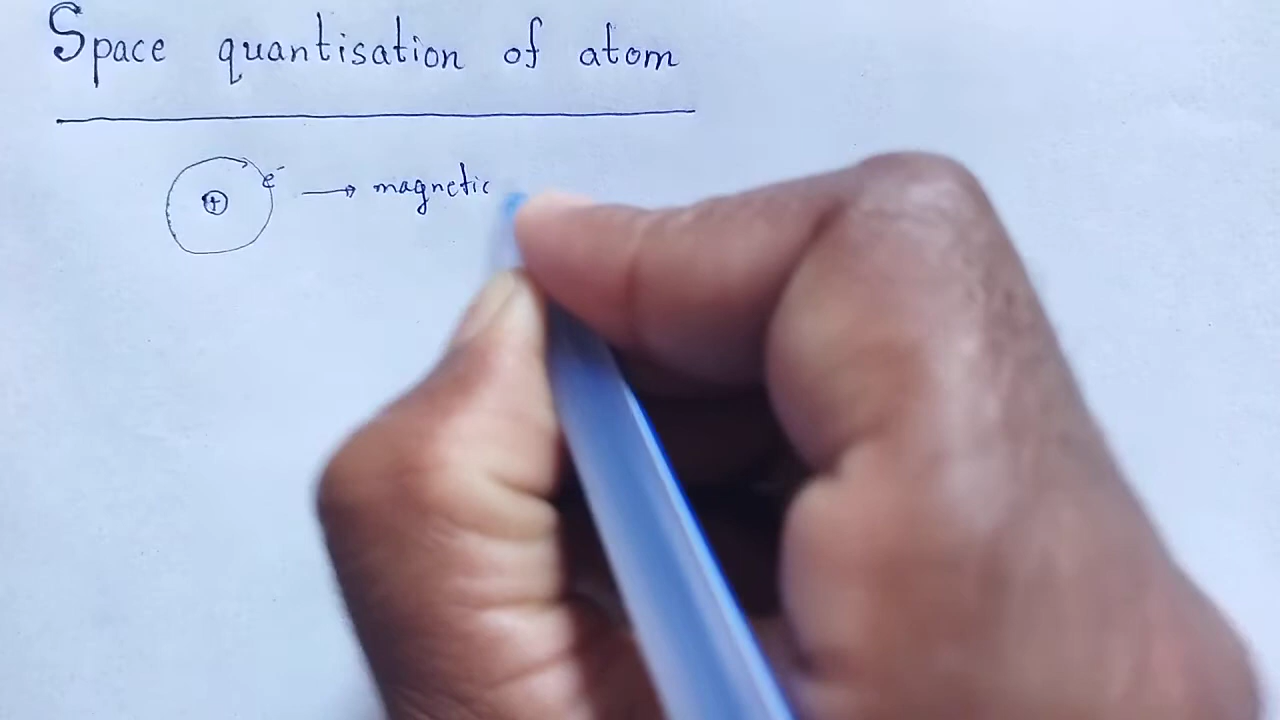 Space quantisation of atom
e⁻ → magnetic
+